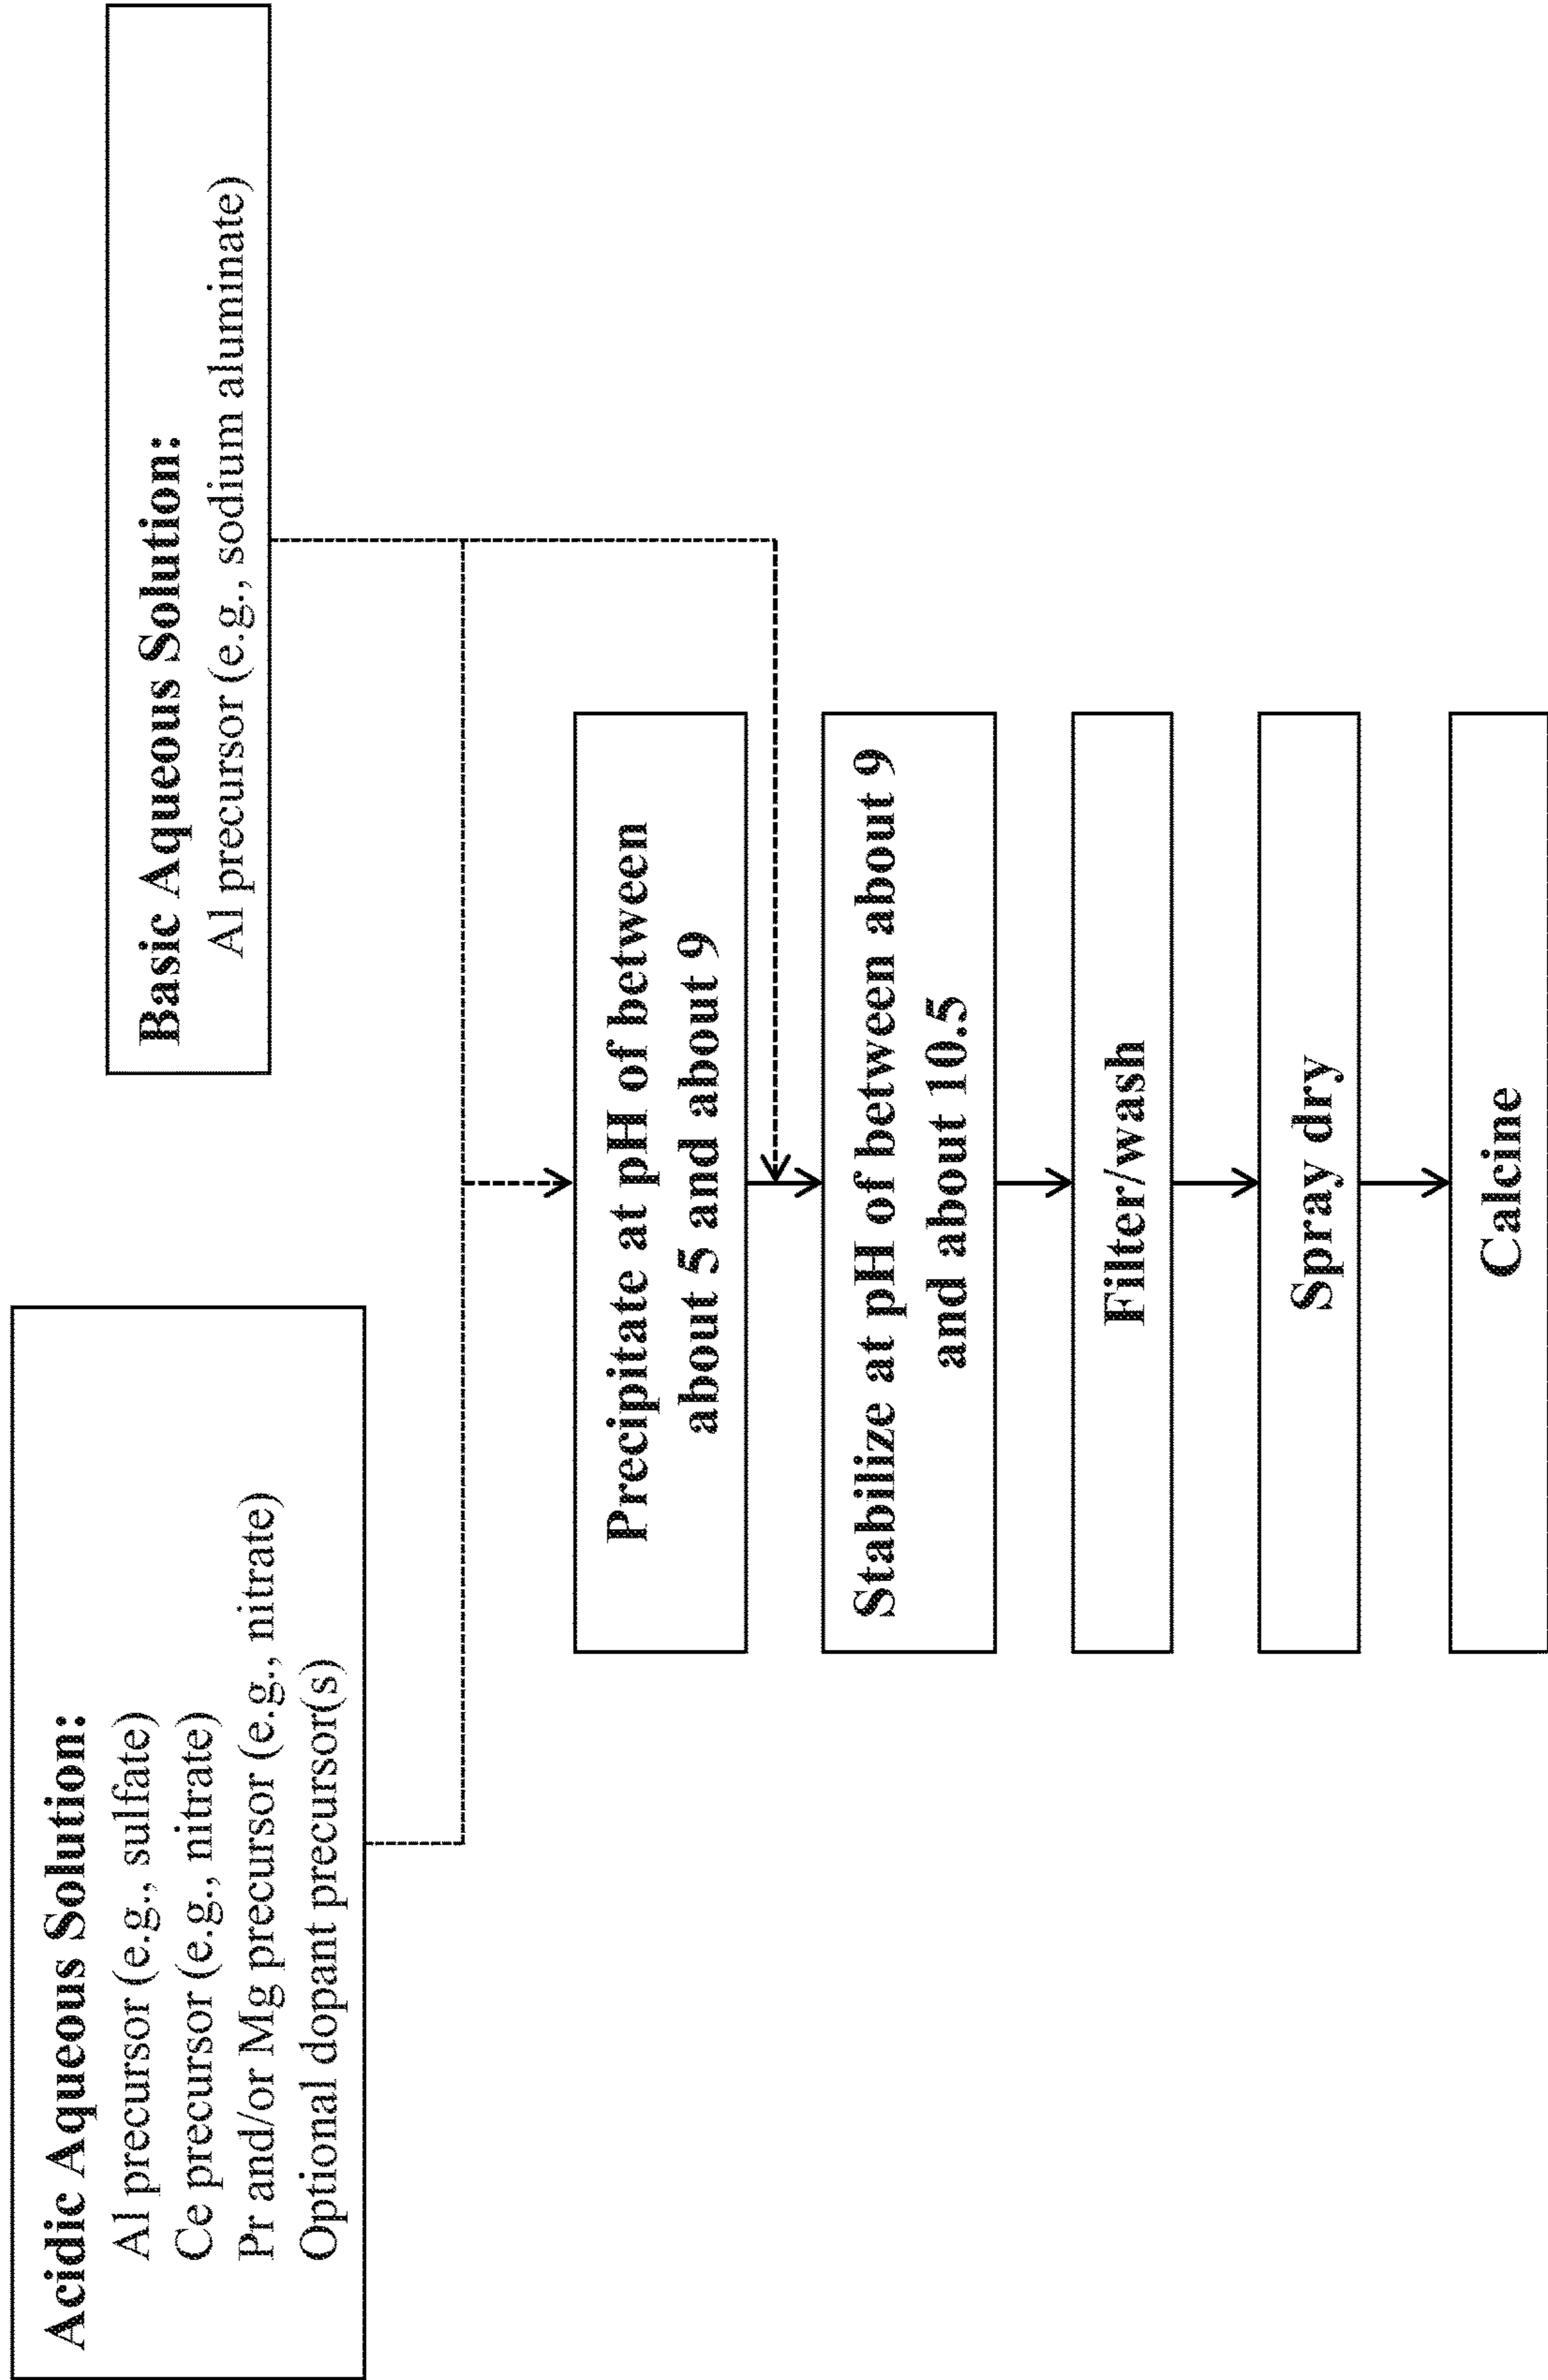 Acidic Aqueous Solution:
Al precursor (e.g., sulfate)
Ce precursor (e.g., nitrate)
Pr and/or Mg precursor (e.g., nitrate)
Optional dopant precursor(s)
Basic Aqueous Solution:
Al precursor (e.g., sodium aluminate)
Precipitate at pH of between
about 5 and about 9
Stabilize at pH of between about 9
and about 10.5
Filter/wash
Spray dry
Calcine